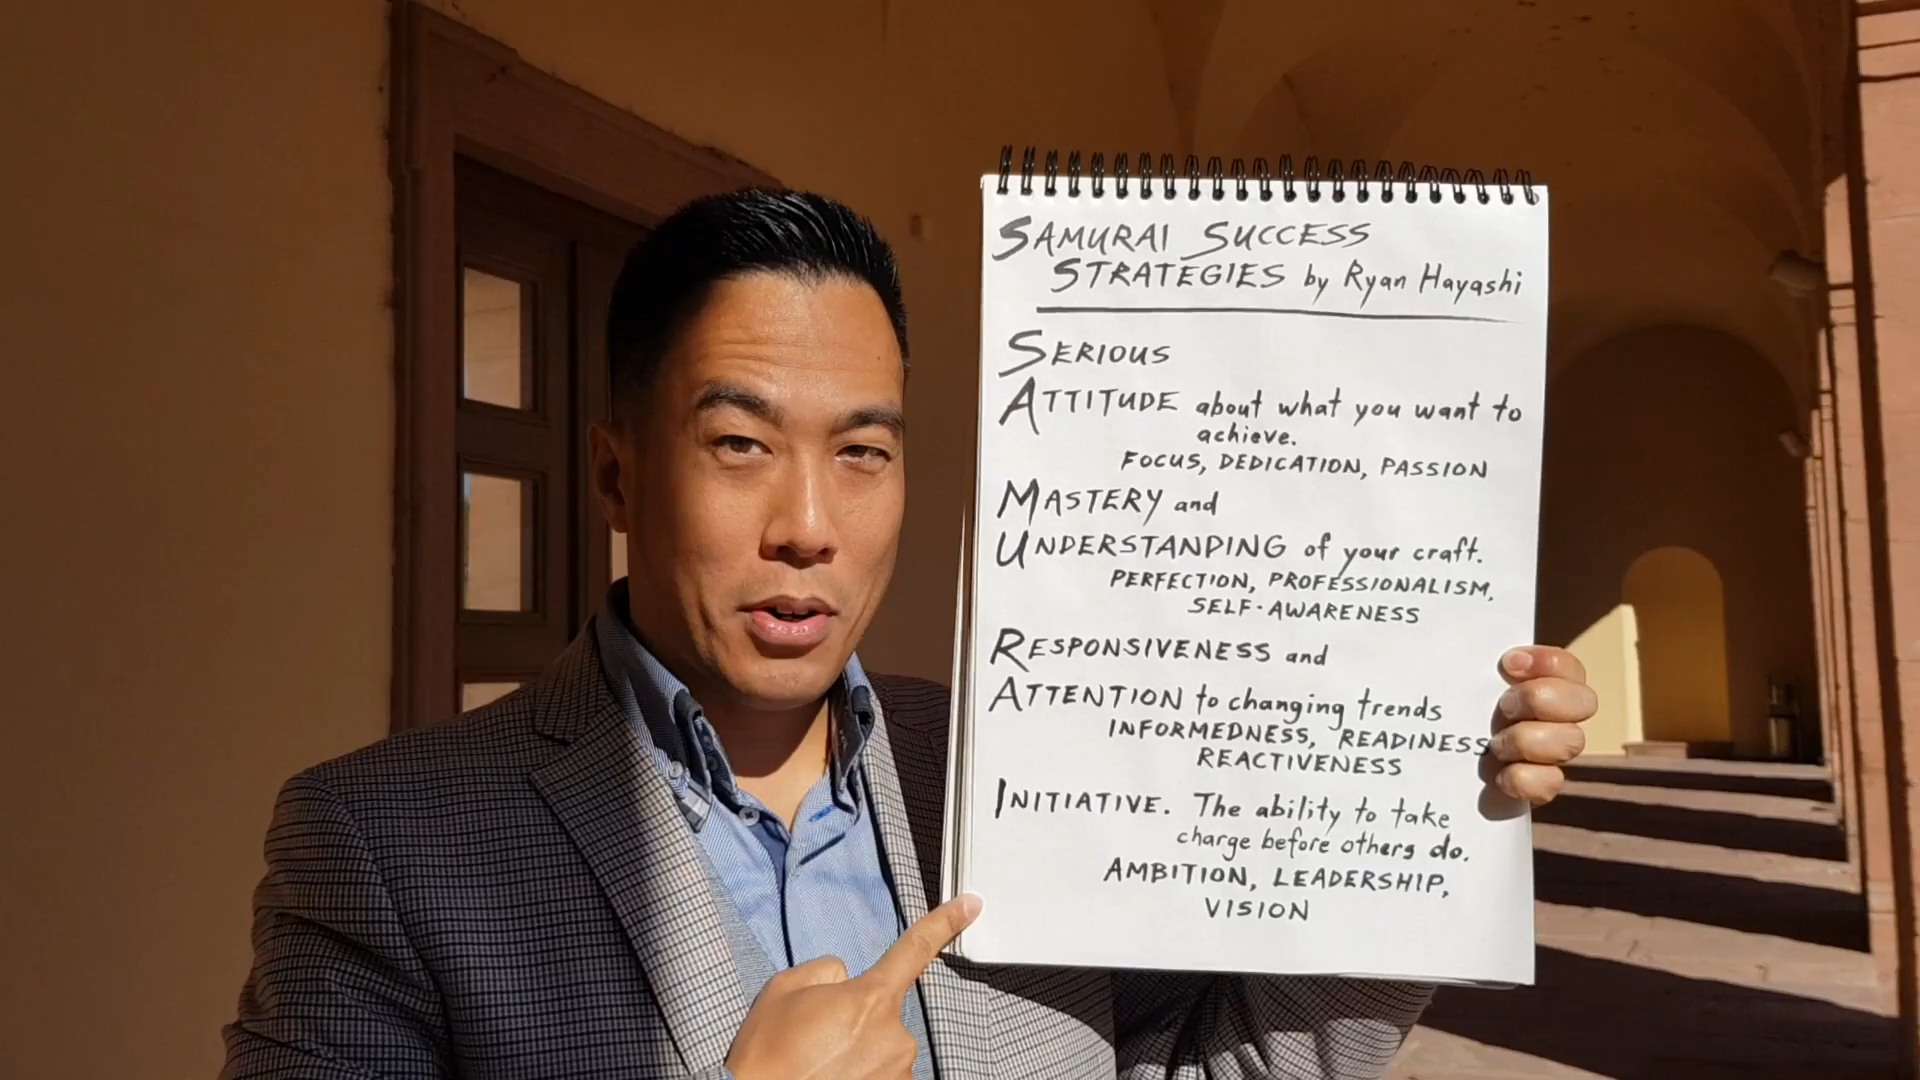 SAMURAI SUCCESS
STRATEGIES by Ryan Hayashi
SERIOUS
ATTITUDE about what you want to
achieve.
FOCUS, DEDICATION, PASSION
MASTERY and
UNDERSTANDING of your craft.
PERFECTION, PROFESSIONALISM,
SELF-AWARENESS
RESPONSIVENESS and
ATTENTION to changing trends
INFORMEDNESS, READINESS
REACTIVENESS
INITIATIVE. The ability to take
charge before others do.
AMBITION, LEADERSHIP,
VISION